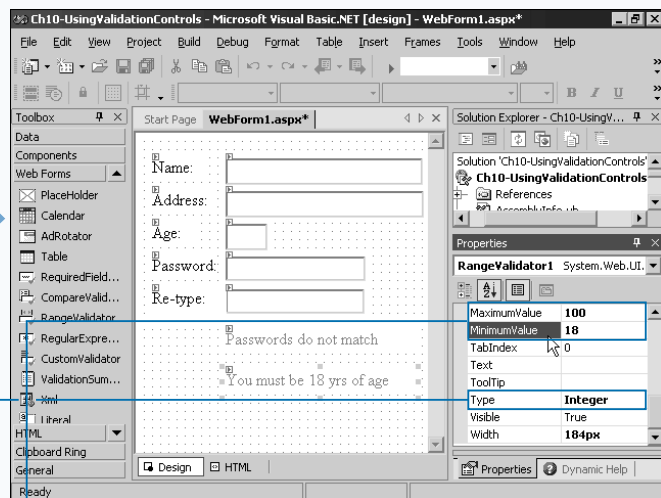 Ch10-UsingValidationControls - Microsoft Visual Basic.NET [design] - WebForm1.aspx*
File Edit View Project Build Debug Format Table Insert Frames Tools Window Help
B I U
Toolbox
Data
Components
Web Forms
PlaceHolder
Calendar
AdRotator
Table
RequiredField...
CompareValid...
RangeValidator
RegularExpre...
CustomValidator
ValidationSum...
Xml
Literal
HTML
Clipboard Ring
General
Start Page WebForm1.aspx*
Name:
Address:
Age:
Password:
Re-type:
Passwords do not match
You must be 18 yrs of age
Design HTML
Solution Explorer - Ch10-UsingV...
Solution 'Ch10-UsingValidationControls'
Ch10-UsingValidationControls
References
AssemblyInfo.vb
Properties
RangeValidator1 System.Web.UI.
MaximumValue 100
MinimumValue 18
TabIndex 0
Text
ToolTip
Type Integer
Visible True
Width 184px
Properties Dynamic Help
Ready